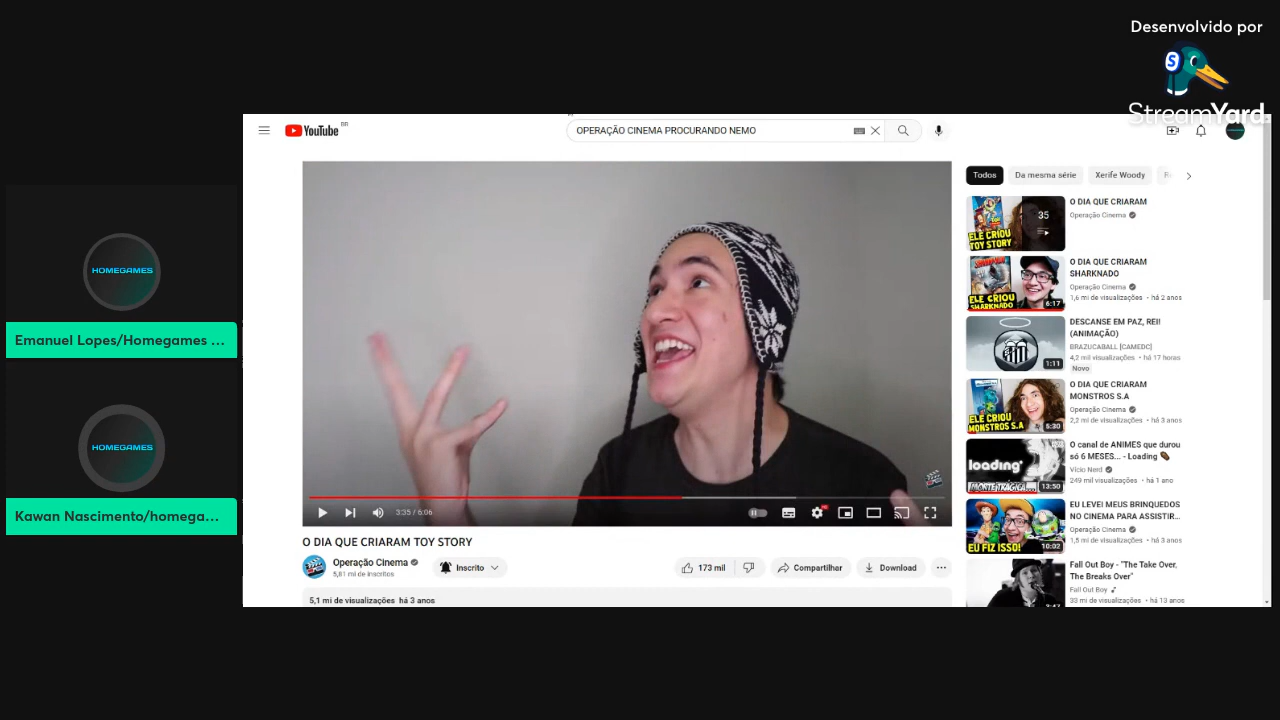 Desenvolvido por
S
StreamYard.
YouTube BR
OPERAÇÃO CINEMA PROCURANDO NEMO
HOMEGAMES
Emanuel Lopes/Homegames ...
HOMEGAMES
Kawan Nascimento/homega...
3:35 / 6:06
O DIA QUE CRIARAM TOY STORY
Operação Cinema
5,81 mi de inscritos
Inscrito
173 mil
Compartilhar
Download
5,1 mi de visualizações há 3 anos
Todos
Da mesma série
Xerife Woody
ELE CRIOU
TOY STORY
35
O DIA QUE CRIARAM
Operação Cinema
ELE CRIOU
SHARKNADO
6:17
O DIA QUE CRIARAM
SHARKNADO
Operação Cinema
1,6 mi de visualizações • há 2 anos
1:11
DESCANSE EM PAZ, REI!
(ANIMAÇÃO)
BRAZUCABALL [CAMEDC]
4,2 mil visualizações • há 17 horas
Novo
ELE CRIOU
MONSTROS S.A
5:30
O DIA QUE CRIARAM
MONSTROS S.A
Operação Cinema
2,2 mi de visualizações • há 3 anos
loading
MORTE TRÁGICA...
13:50
O canal de ANIMES que durou
só 6 MESES... - Loading
Vício Nerd
249 mil visualizações • há 1 ano
EU FIZ ISSO!
10:02
EU LEVEI MEUS BRINQUEDOS
NO CINEMA PARA ASSISTIR...
Operação Cinema
1,5 mi de visualizações • há 3 anos
3:47
Fall Out Boy - "The Take Over,
The Breaks Over"
Fall Out Boy
33 mi de visualizações • há 13 anos